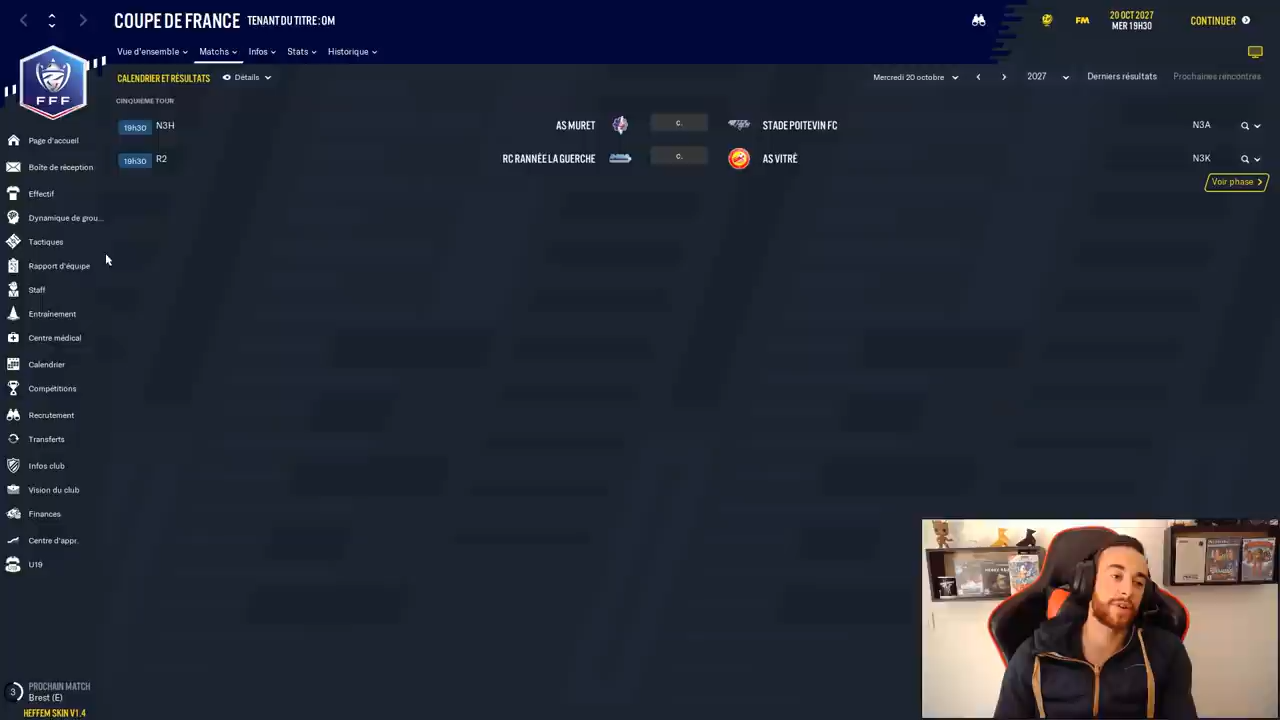 COUPE DE FRANCE TENANT DU TITRE : OM
FM
20 OCT 2027
MER 19H30
CONTINUER
Vue d'ensemble Matchs Infos Stats Historique
FFF
CALENDRIER ET RÉSULTATS Détails
Mercredi 20 octobre 2027 Derniers résultats Prochaines rencontres
CINQUIÈME TOUR
19h30 N3H AS MURET c. STADE POITEVIN FC N3A
19h30 R2 RC RANNÉE LA GUERCHE c. AS VITRÉ N3K
Voir phase
Page d'accueil
Boîte de réception
Effectif
Dynamique de grou...
Tactiques
Rapport d'équipe
Staff
Entraînement
Centre médical
Calendrier
Compétitions
Recrutement
Transferts
Infos club
Vision du club
Finances
Centre d'appr.
U19
3 PROCHAIN MATCH
Brest (E)
HEFFEM SKIN V1.4